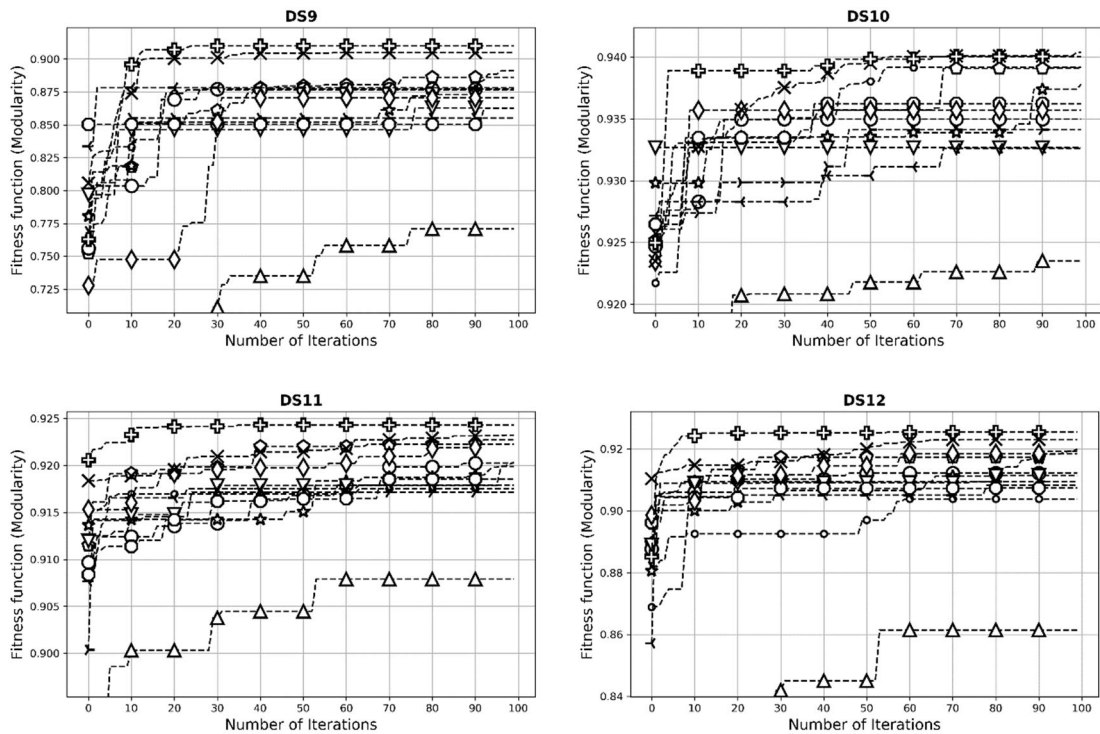 DS9
Fitness function (Modularity)
0.900
0.875
0.850
0.825
0.800
0.775
0.750
0.725
0 10 20 30 40 50 60 70 80 90 100
Number of Iterations
DS10
Fitness function (Modularity)
0.940
0.935
0.930
0.925
0.920
0 10 20 30 40 50 60 70 80 90 100
Number of Iterations
DS11
Fitness function (Modularity)
0.925
0.920
0.915
0.910
0.905
0.900
0 10 20 30 40 50 60 70 80 90 100
Number of Iterations
DS12
Fitness function (Modularity)
0.92
0.90
0.88
0.86
0.84
0 10 20 30 40 50 60 70 80 90 100
Number of Iterations